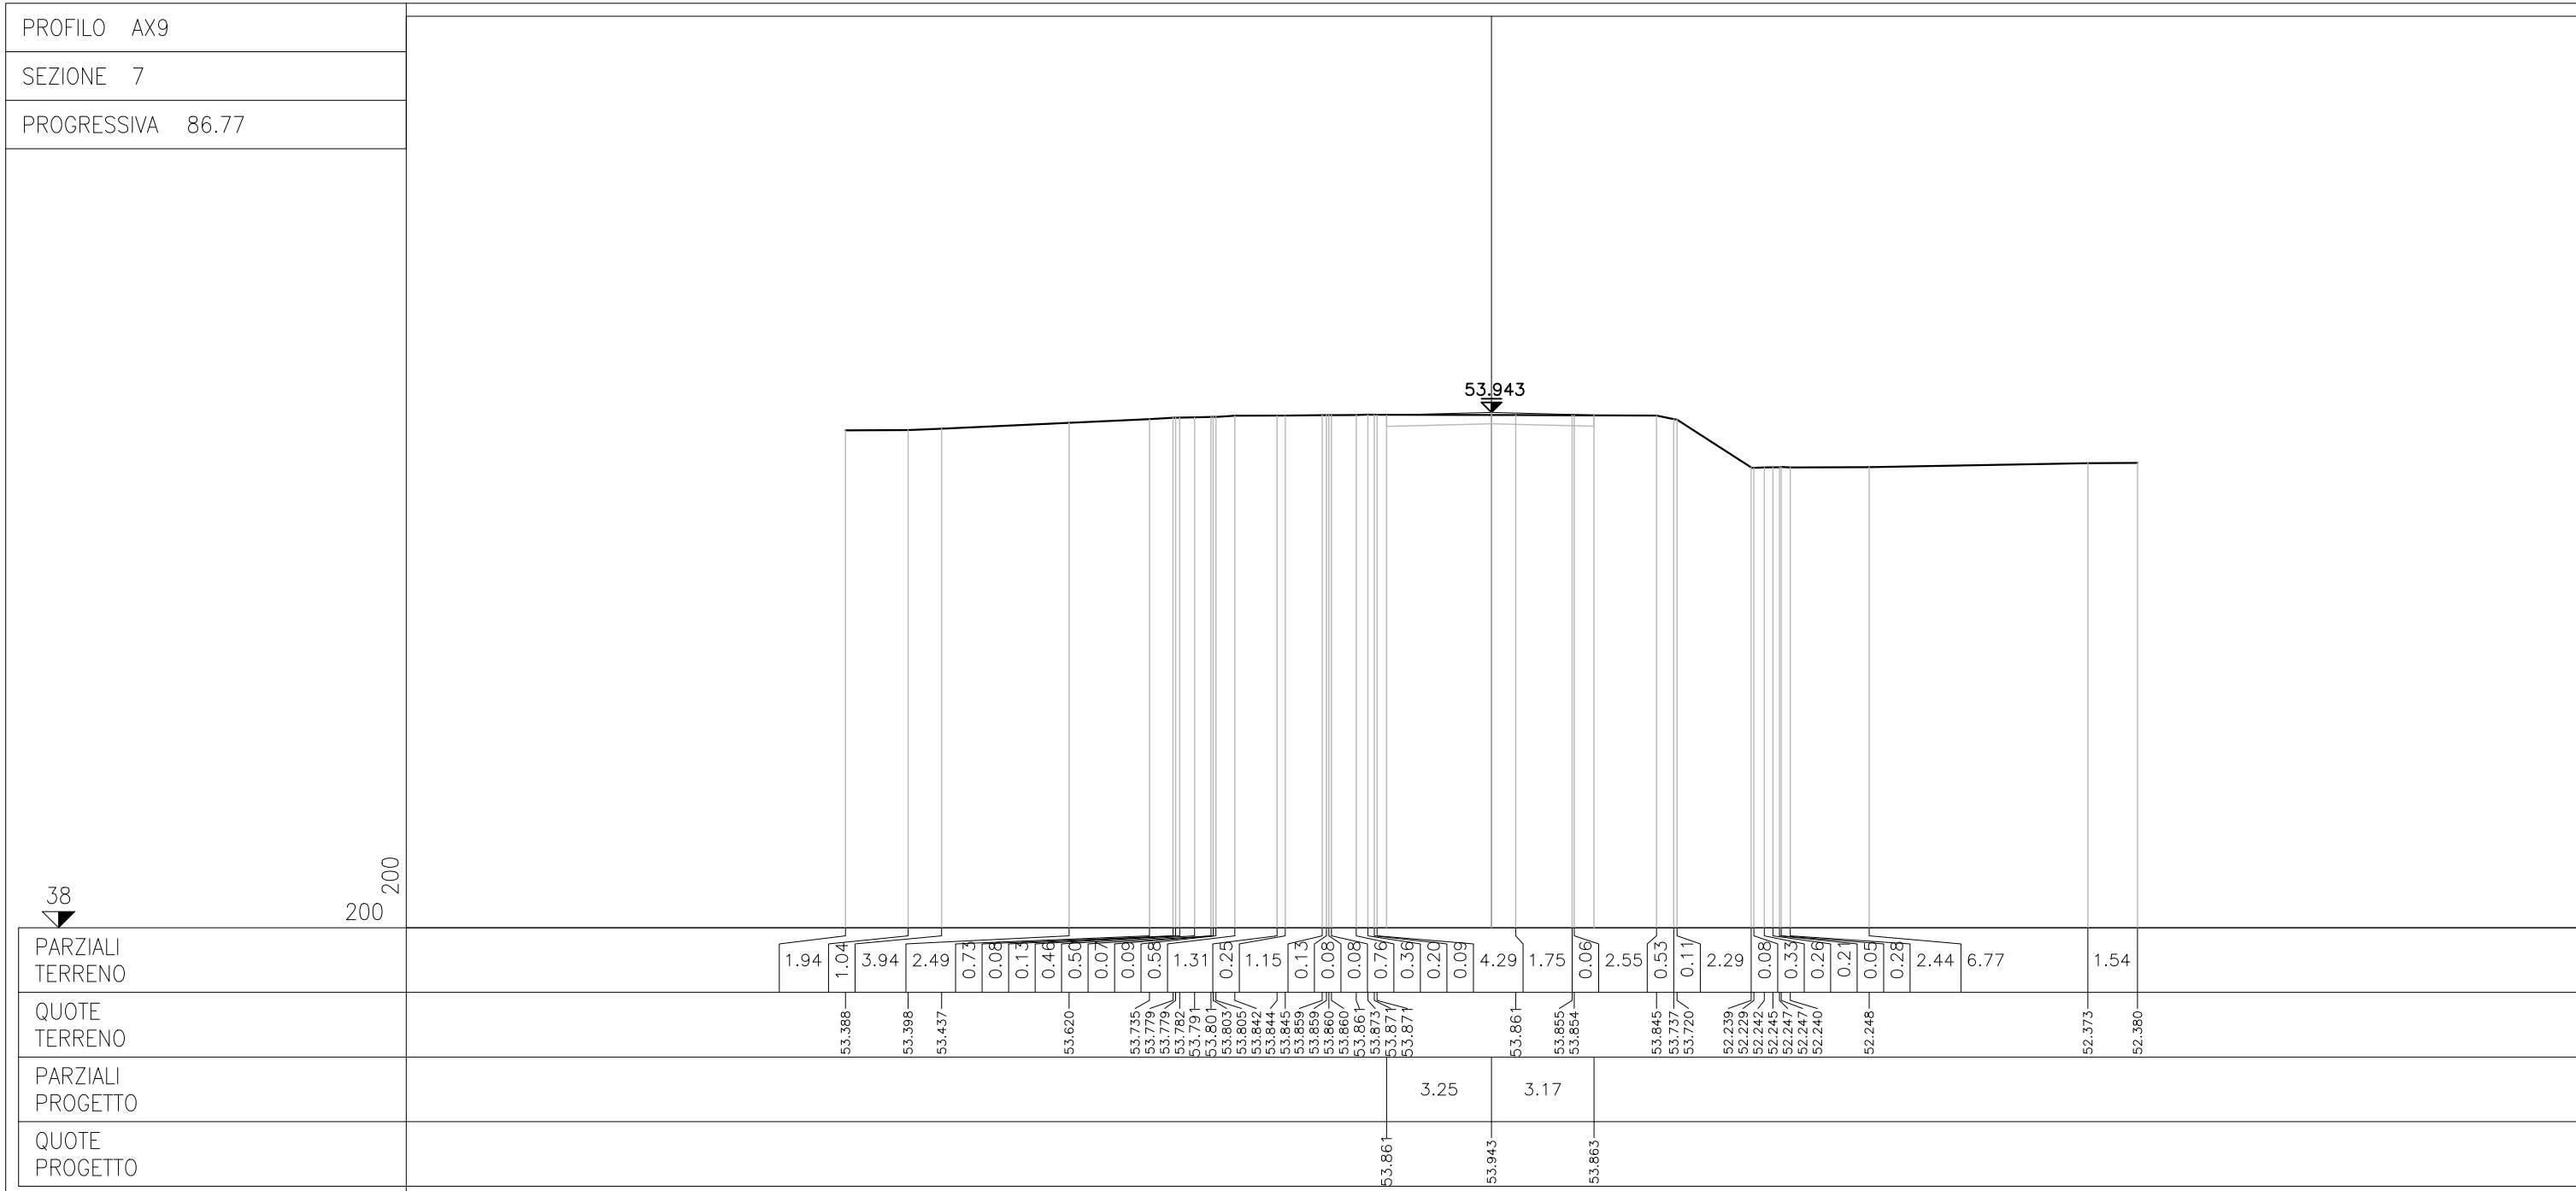 PROFILO AX9
SEZIONE 7
PROGRESSIVA 86.77
53.943
200
38
200
PARZIALI
TERRENO
1.94 1.04 3.94 2.49 0.73 0.08 0.13 0.46 0.50 0.07 0.09 0.58 1.31 0.25 1.15 0.13 0.08 0.08 0.76 0.36 0.20 0.09 4.29 1.75 0.06 2.55 0.53 0.11 2.29 0.08 0.33 0.26 0.21 0.05 0.28 2.44 6.77 1.54
QUOTE
TERRENO
53.388 53.398 53.437 53.620 53.735 53.779 53.779 53.782 53.791 53.801 53.803 53.805 53.842 53.844 53.845 53.859 53.859 53.860 53.860 53.861 53.873 53.871 53.871 53.861 53.855 53.854 53.845 53.737 53.720 52.239 52.229 52.242 52.245 52.247 52.247 52.240 52.248 52.373 52.380
PARZIALI
PROGETTO
3.25 3.17
QUOTE
PROGETTO
53.861 53.943 53.863